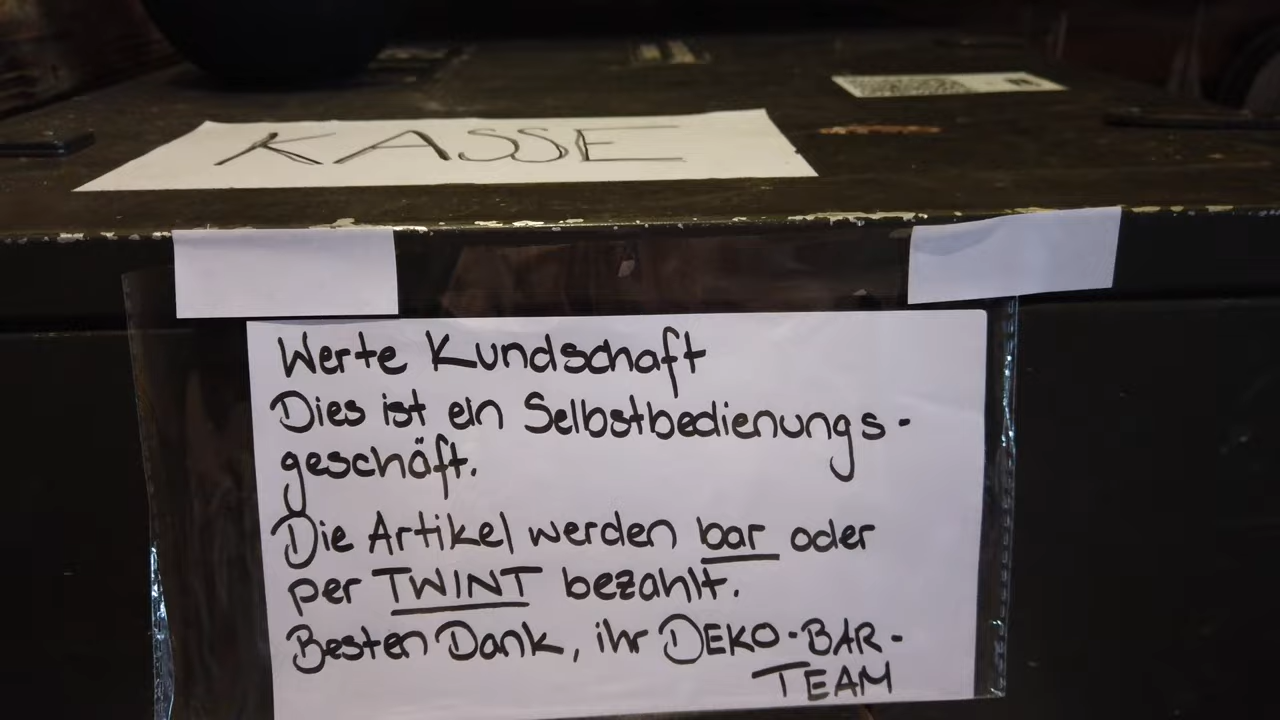 KASSE
Werte Kundschaft
Dies ist ein Selbstbedienungs-
geschäft.
Die Artikel werden bar oder
per TWINT bezahlt.
Besten Dank, ihr DEKO-BAR-
TEAM